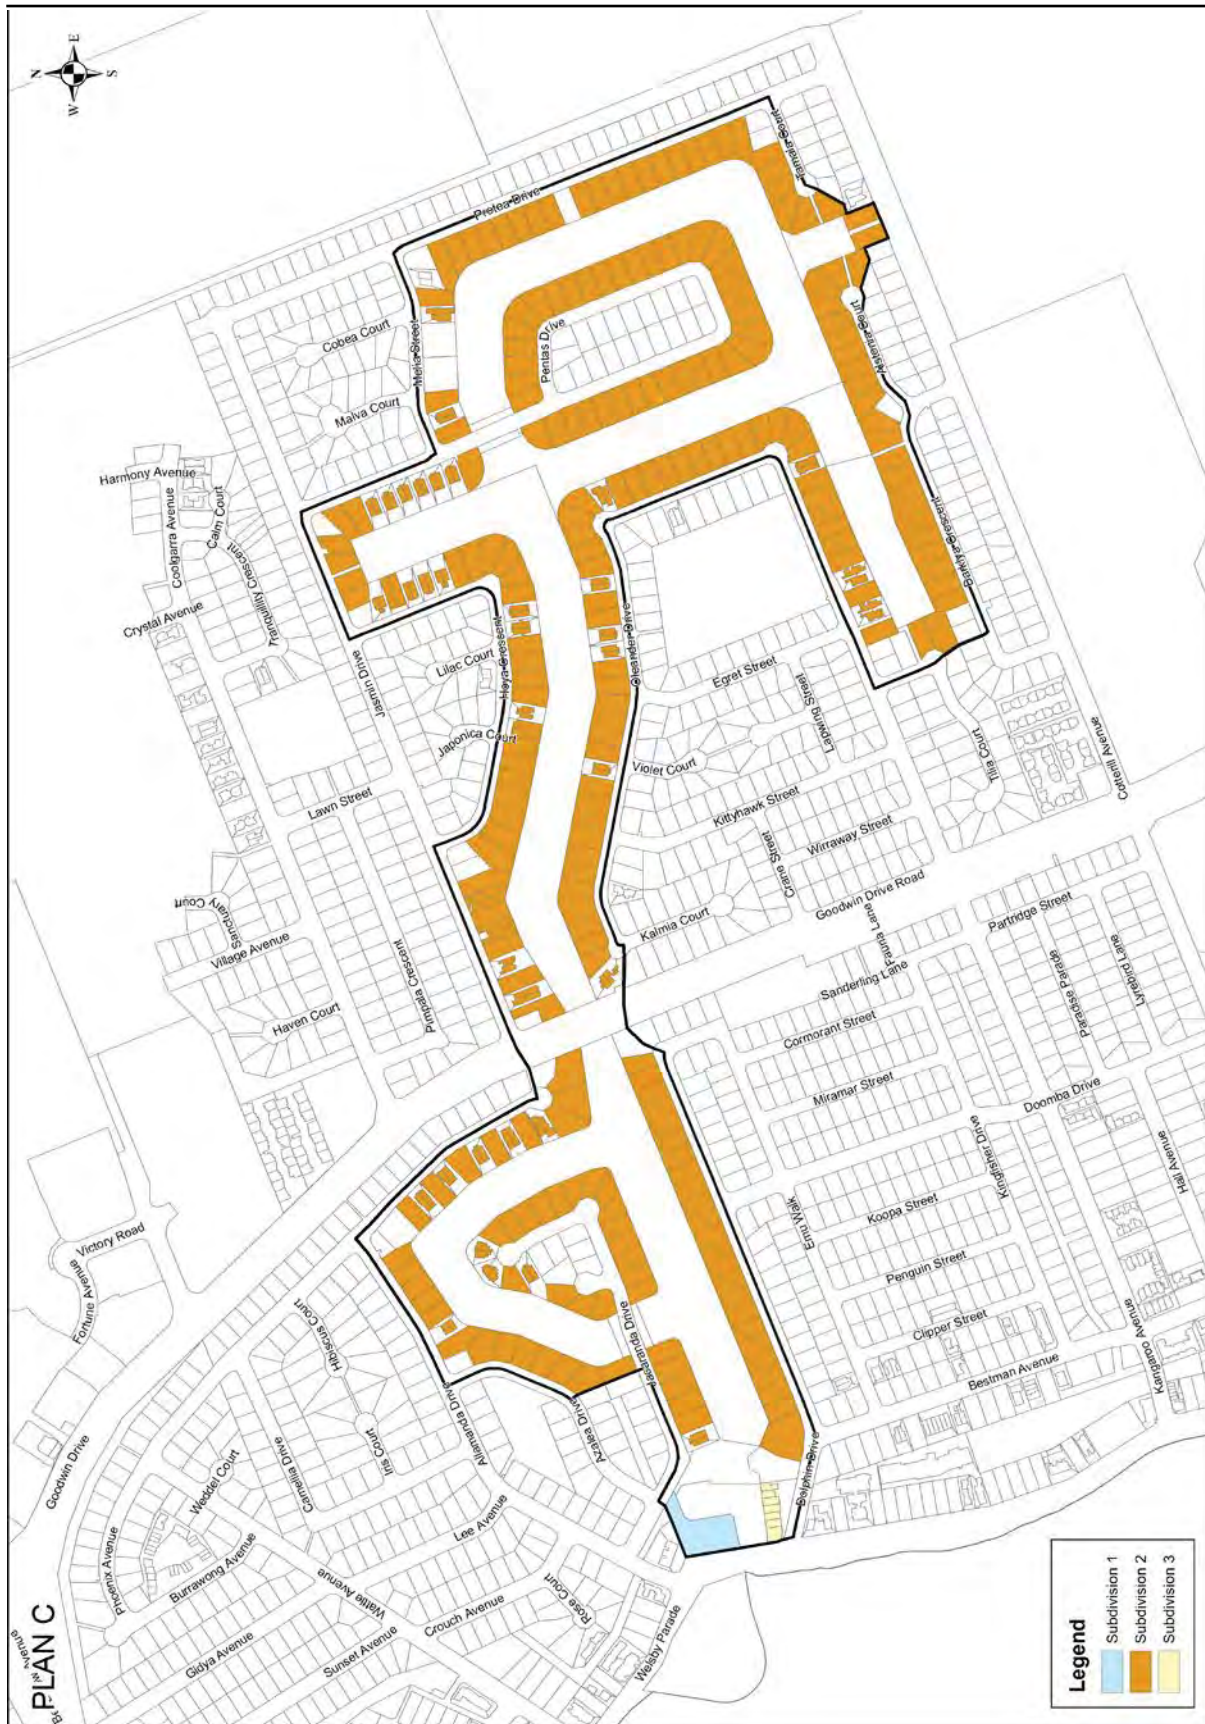 N
E
W
S
PLAN C
Avenue
Protea Drive
Tamala Court
Cobea Court
Melia Street
Malva Court
Pentas Drive
Harmony Avenue
Coolgarra Avenue
Calm Court
Crystal Avenue
Tranquillity Crescent
Jasmin Drive
Lilac Court
Hoya Crescent
Japonica Court
Oleander Drive
Barklya Crescent
Egret Street
Lapwing Street
Violet Court
Kittyhawk Street
Crane Street
Wirraway Street
Tilia Court
Cotterill Avenue
Lawn Street
Sanctuary Court
Village Avenue
Pumpala Crescent
Haven Court
Kalmia Court
Goodwin Drive Road
Fauna Lane
Sanderling Lane
Partridge Street
Paradise Parade
Lyrebird Lane
Cormorant Street
Miramar Street
Doomba Drive
Victory Road
Fortune Avenue
Emu Walk
Koopa Street
Kingfisher Drive
Hall Avenue
Penguin Street
Clipper Street
Bestman Avenue
Kangaroo Avenue
Hibiscus Court
Jacaranda Drive
Goodwin Drive
Camellia Drive
Iris Court
Allamanda Drive
Azalea Drive
Weddel Court
Dolphin Drive
Phoenix Avenue
Burrawong Avenue
Lee Avenue
Wattle Avenue
Crouch Avenue
Rose Court
Gidya Avenue
Sunset Avenue
Welsby Parade
Legend
Subdivision 1
Subdivision 2
Subdivision 3